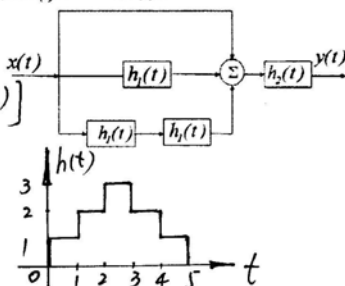 x(t) h₁(t) Σ h₂(t) y(t)
)]
h₁(t) h₁(t)
h(t)
3
2
1
0 1 2 3 4 5 t